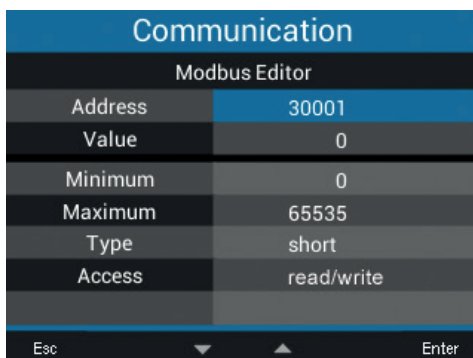 Communication
Modbus Editor
Address 30001
Value 0
Minimum 0
Maximum 65535
Type short
Access read/write
Esc Enter